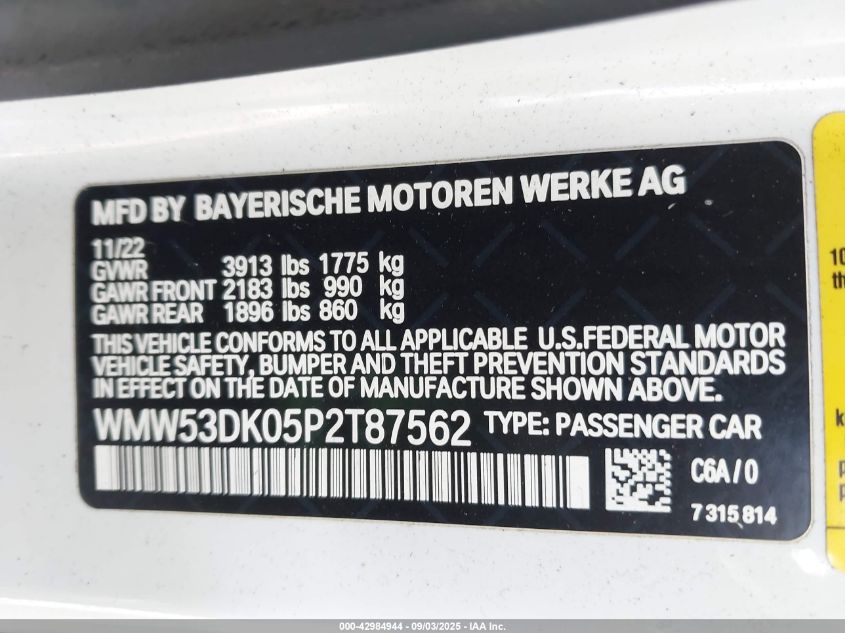 MFD BY BAYERISCHE MOTOREN WERKE AG
11/22
GVWR 3913 lbs 1775 kg
GAWR FRONT 2183 lbs 990 kg
GAWR REAR 1896 lbs 860 kg
THIS VEHICLE CONFORMS TO ALL APPLICABLE U.S.FEDERAL MOTOR
VEHICLE SAFETY, BUMPER AND THEFT PREVENTION STANDARDS
IN EFFECT ON THE DATE OF MANUFACTURE SHOWN ABOVE.
WMW53DK05P2T87562 TYPE: PASSENGER CAR
C6A/0
7315814
000-42984944 - 09/03/2025 - IAA Inc.